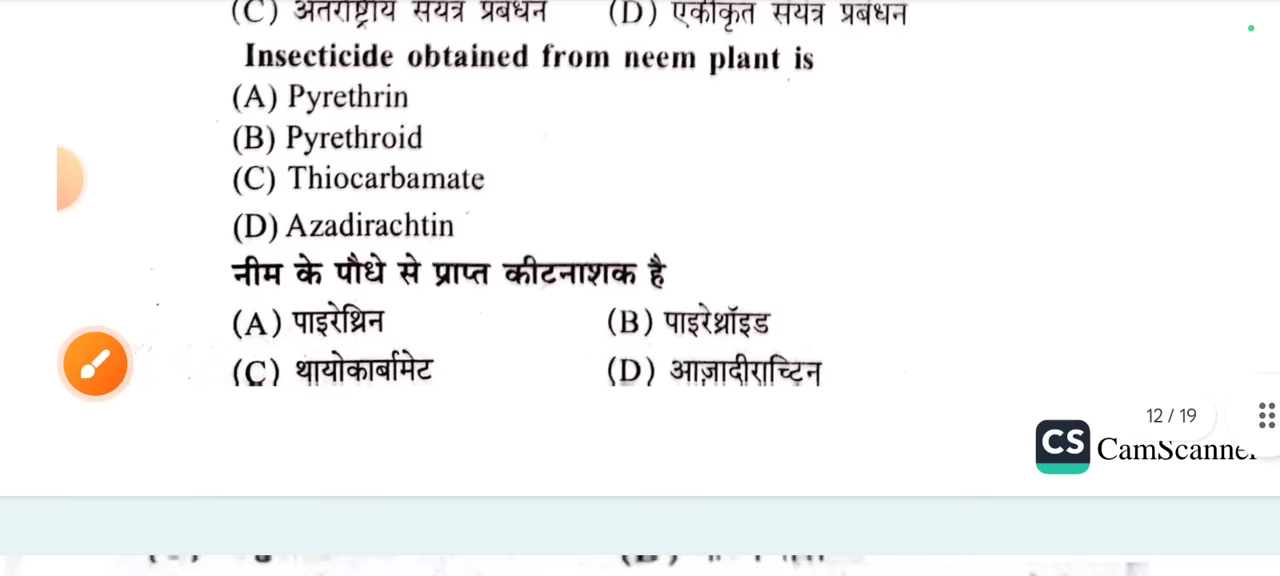 (C) अंतर्राष्ट्रीय संयंत्र प्रबंधन (D) एकीकृत संयंत्र प्रबंधन
Insecticide obtained from neem plant is
(A) Pyrethrin
(B) Pyrethroid
(C) Thiocarbamate
(D) Azadirachtin
नीम के पौधे से प्राप्त कीटनाशक है
(A) पाइरेथ्रिन (B) पाइरेथ्रॉइड
(C) थायोकार्बामेट (D) आज़ादीराच्टिन
12 / 19
CS CamScanner